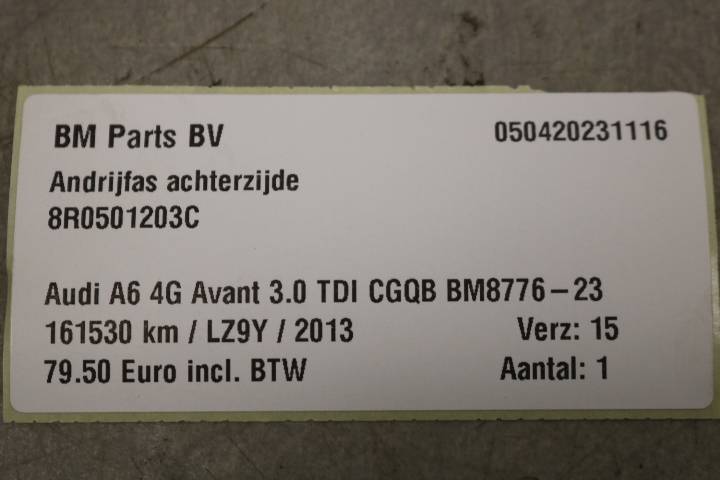 BM Parts BV 050420231116
Andrijfas achterzijde
8R0501203C
Audi A6 4G Avant 3.0 TDI CGQB BM8776-23
161530 km / LZ9Y / 2013 Verz: 15
79.50 Euro incl. BTW Aantal: 1